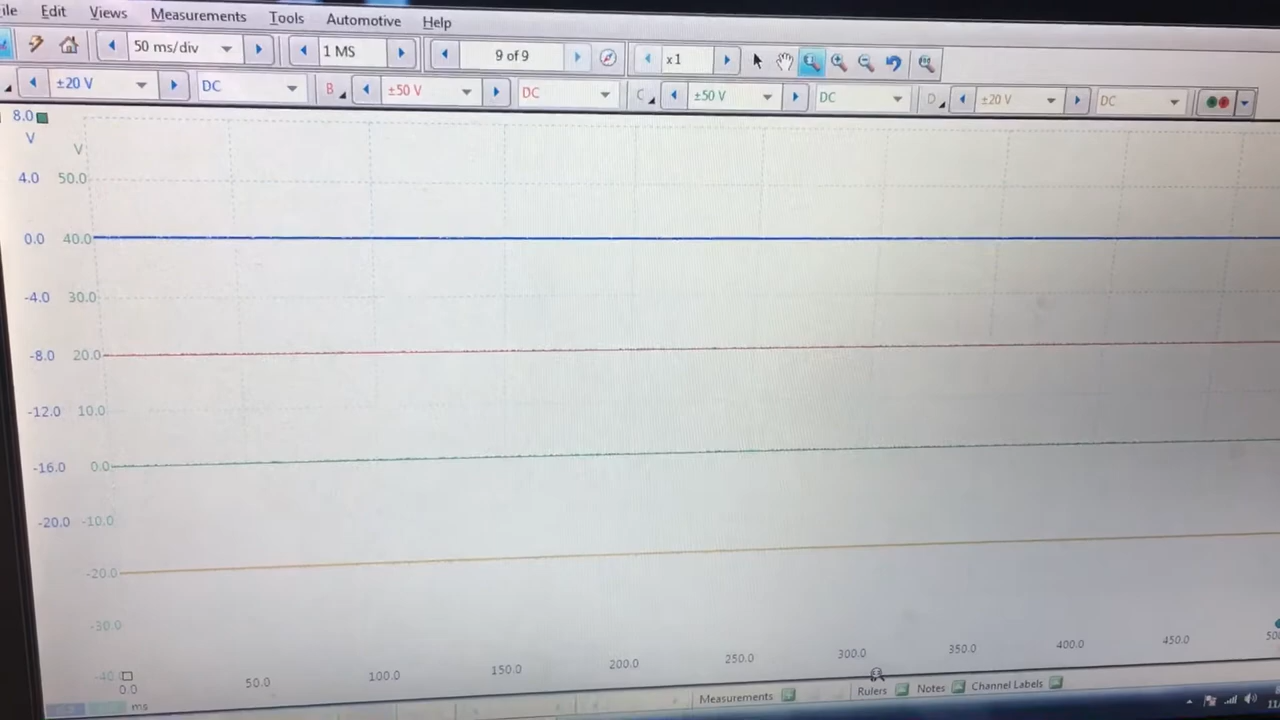 ile Edit Views Measurements Tools Automotive Help
50 ms/div 1 MS 9 of 9 x1
±20 V DC B ±50 V DC C ±50 V DC D ±20 V DC
8.0
V V
4.0 50.0
0.0 40.0
-4.0 30.0
-8.0 20.0
-12.0 10.0
-16.0 0.0
-20.0 -10.0
-20.0
-30.0
-40.0
0.0 50.0 100.0 150.0 200.0 250.0 300.0 350.0 400.0 450.0 500
ms
Measurements Rulers Notes Channel Labels